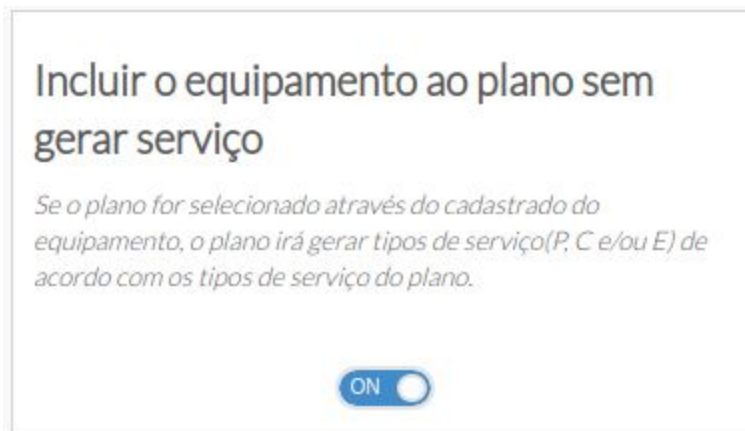 Incluir o equipamento ao plano sem
gerar serviço
Se o plano for selecionado através do cadastrado do
equipamento, o plano irá gerar tipos de serviço(P, C e/ou E) de
acordo com os tipos de serviço do plano.
ON